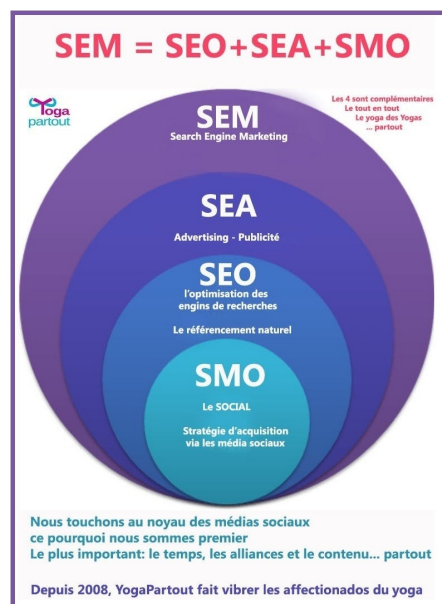 SEM = SEO+SEA+SMO
Yoga
partout
Les 4 sont complémentaires
Le tout en tout
Le yoga des Yogas
... partout
SEM
Search Engine Marketing
SEA
Advertising - Publicité
SEO
l'optimisation des
engins de recherches
Le référencement naturel
SMO
Le SOCIAL
Stratégie d'acquisition
via les média sociaux
Nous touchons au noyau des médias sociaux
ce pourquoi nous sommes premier
Le plus important: le temps, les alliances et le contenu... partout
Depuis 2008, YogaPartout fait vibrer les affectionados du yoga